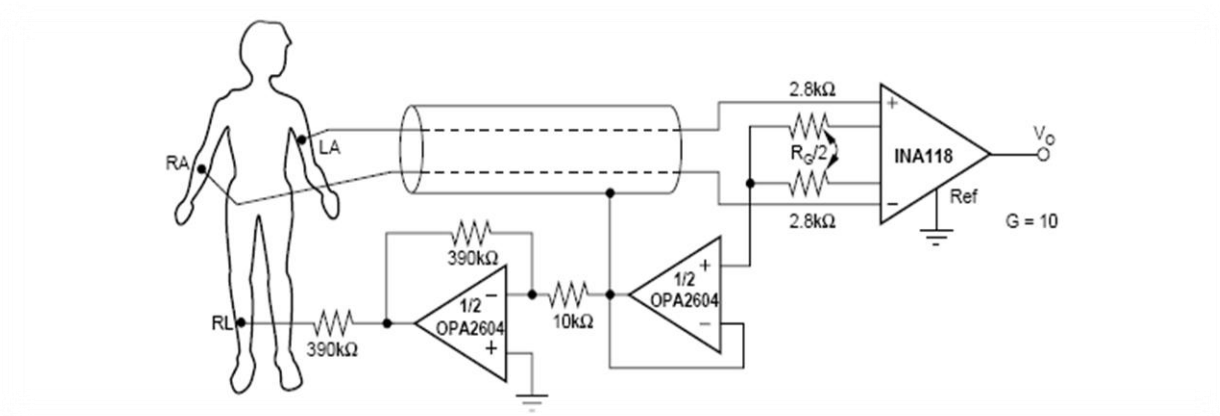 2.8kΩ
+
LA
RA
R_G/2
INA118
V_O
Ref
−
2.8kΩ
G = 10
390kΩ
+
1/2
OPA2604
−
−
1/2
OPA2604
+
10kΩ
RL
390kΩ